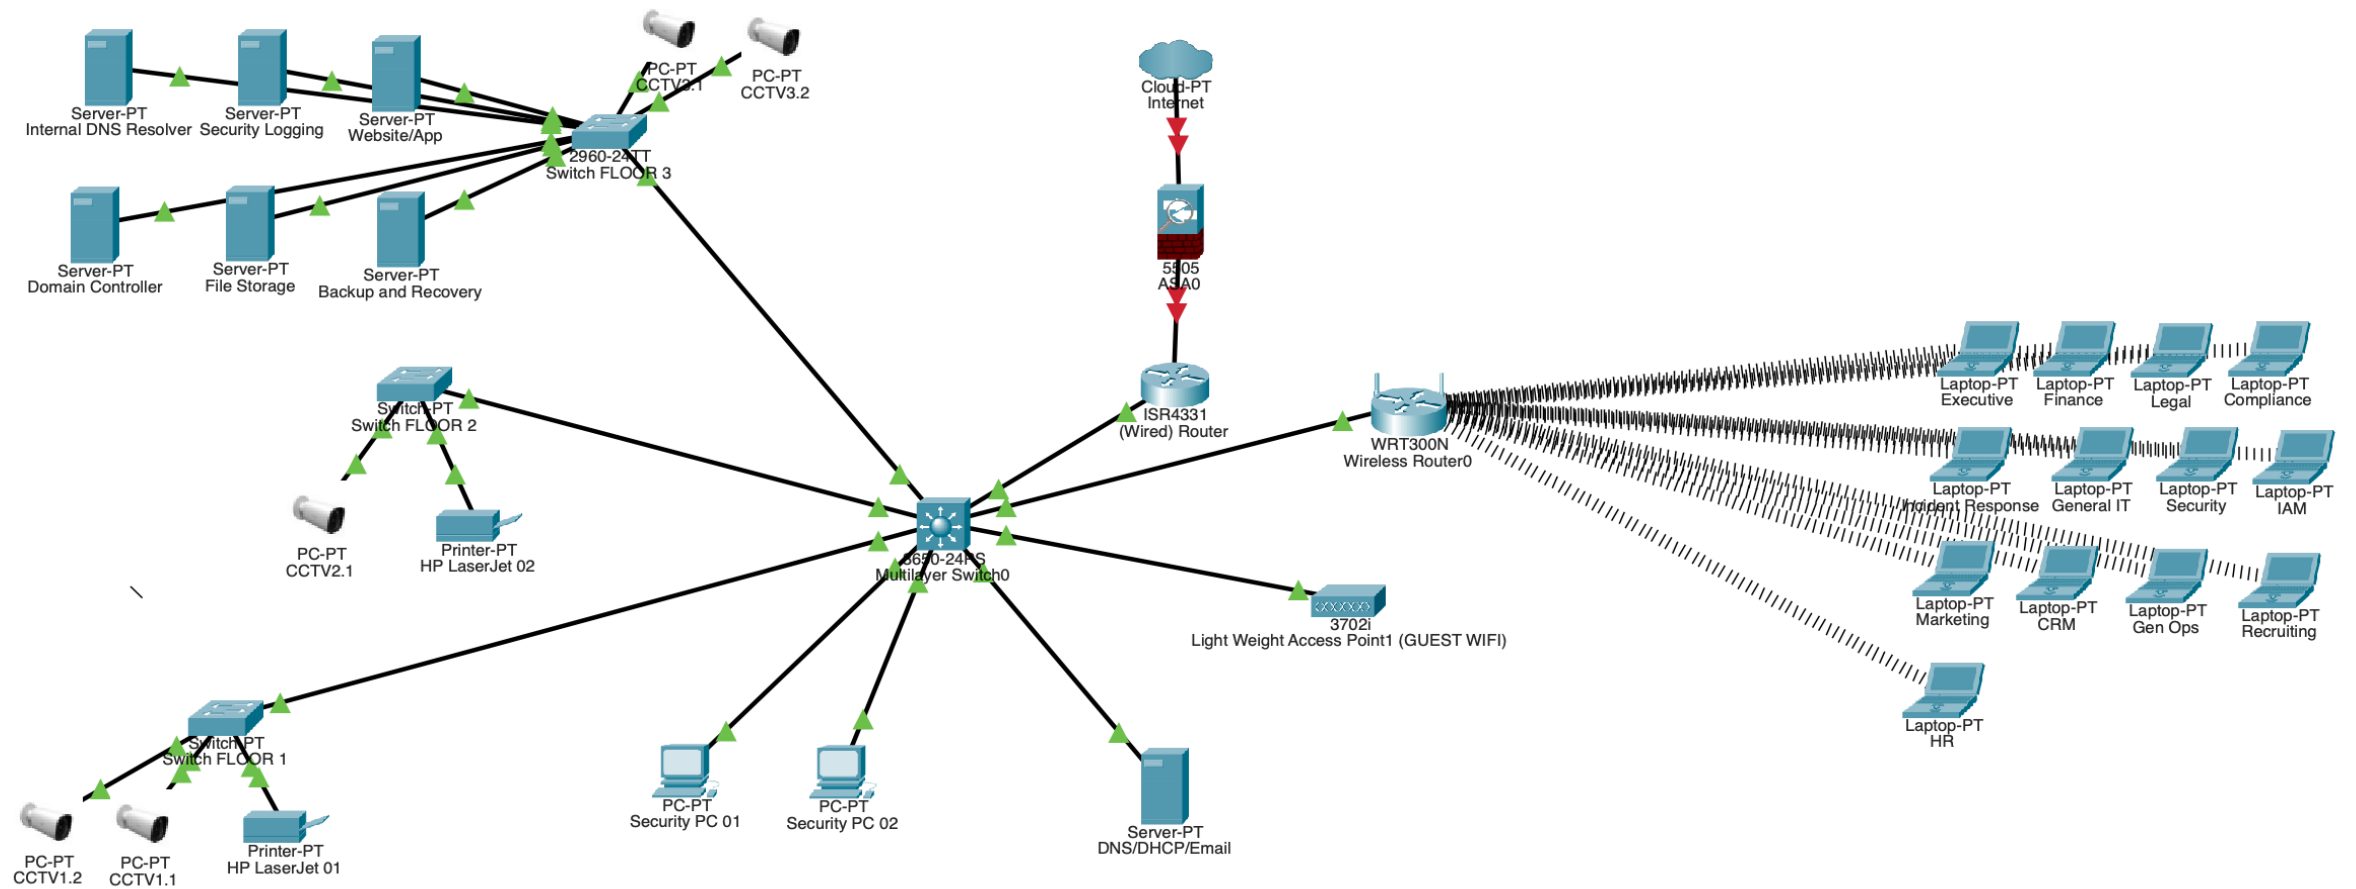 PC-PT
CCTV3.1
PC-PT
CCTV3.2
Server-PT
Internal DNS Resolver
Server-PT
Security Logging
Server-PT
Website/App
2960-24TT
Switch FLOOR 3
Server-PT
Domain Controller
Server-PT
File Storage
Server-PT
Backup and Recovery
Cloud-PT
Internet
5505
ASA0
ISR4331
(Wired) Router
WRT300N
Wireless Router0
Laptop-PT
Executive
Laptop-PT
Finance
Laptop-PT
Legal
Laptop-PT
Compliance
Laptop-PT
Incident Response
Laptop-PT
General IT
Laptop-PT
Security
Laptop-PT
IAM
Laptop-PT
Marketing
Laptop-PT
CRM
Laptop-PT
Gen Ops
Laptop-PT
Recruiting
Laptop-PT
HR
Switch-PT
Switch FLOOR 2
PC-PT
CCTV2.1
Printer-PT
HP LaserJet 02
3650-24PS
Multilayer Switch0
3702i
Light Weight Access Point1 (GUEST WIFI)
Switch-PT
Switch FLOOR 1
PC-PT
CCTV1.2
PC-PT
CCTV1.1
Printer-PT
HP LaserJet 01
PC-PT
Security PC 01
PC-PT
Security PC 02
Server-PT
DNS/DHCP/Email